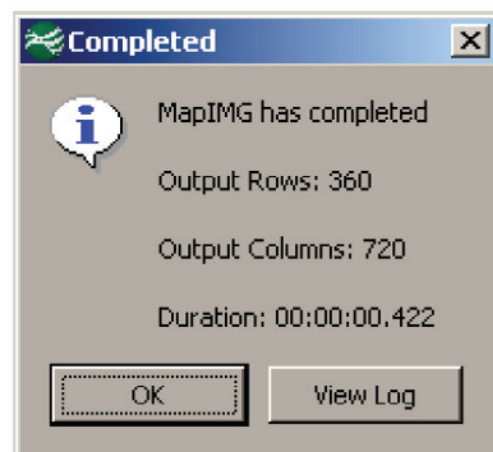 Completed
MapIMG has completed
Output Rows: 360
Output Columns: 720
Duration: 00:00:00.422
OK View Log